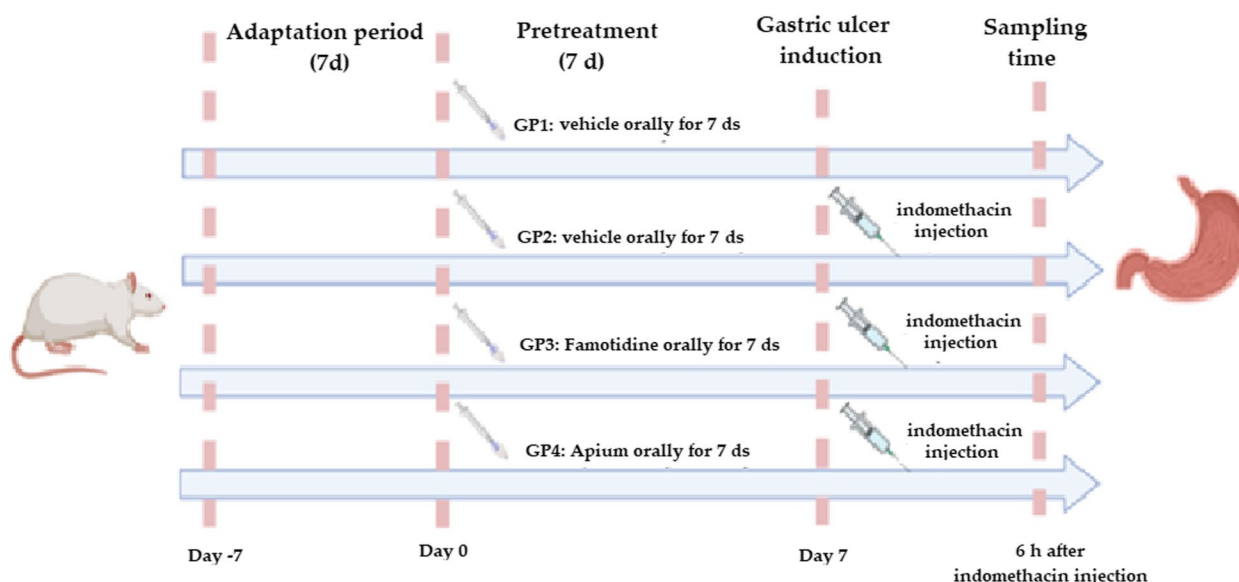 Adaptation period
(7d)
Pretreatment
(7 d)
Gastric ulcer
induction
Sampling
time
GP1: vehicle orally for 7 ds
GP2: vehicle orally for 7 ds
indomethacin
injection
GP3: Famotidine orally for 7 ds
indomethacin
injection
GP4: Apium orally for 7 ds
indomethacin
injection
Day -7
Day 0
Day 7
6 h after
indomethacin injection